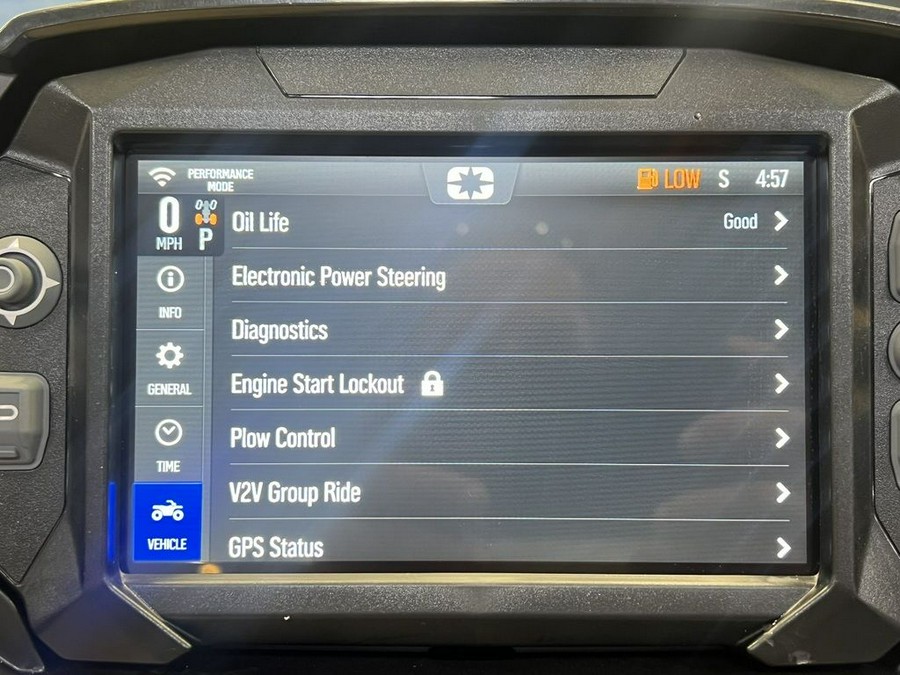 PERFORMANCE
MODE
LOW S 4:57
0
MPH P
Oil Life Good
Electronic Power Steering
INFO
Diagnostics
GENERAL
Engine Start Lockout
Plow Control
TIME
V2V Group Ride
VEHICLE
GPS Status